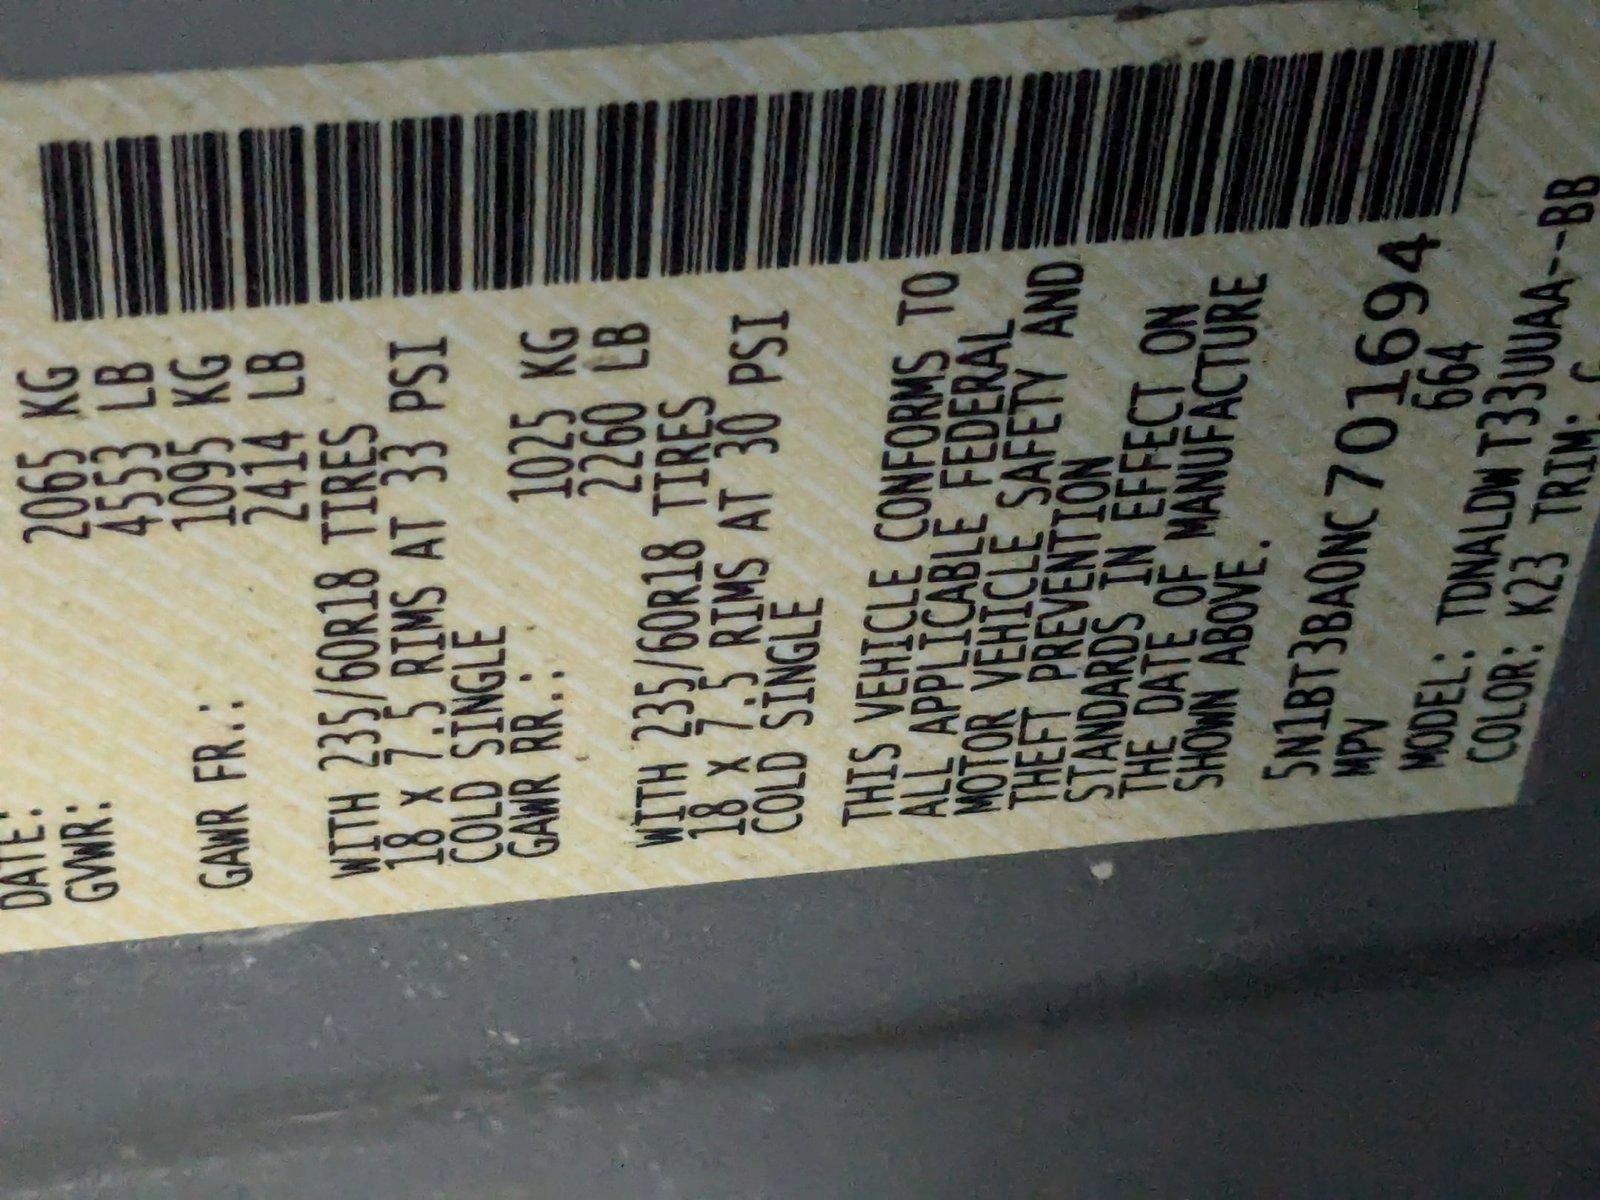 DATE:
GVWR: 2065 KG
4553 LB
GAWR FR.: 1095 KG
2414 LB
WITH 235/60R18 TIRES
18 X 7.5 RIMS AT 33 PSI
COLD SINGLE
GAWR RR.: 1025 KG
2260 LB
WITH 235/60R18 TIRES
18 X 7.5 RIMS AT 30 PSI
COLD SINGLE
THIS VEHICLE CONFORMS TO
ALL APPLICABLE FEDERAL
MOTOR VEHICLE SAFETY AND
THEFT PREVENTION
STANDARDS IN EFFECT ON
THE DATE OF MANUFACTURE
SHOWN ABOVE.
5N1BT3BA0NC701694
MPV 664
MODEL: TDNALDWT33UUAA--BB
COLOR: K23 TRIM: